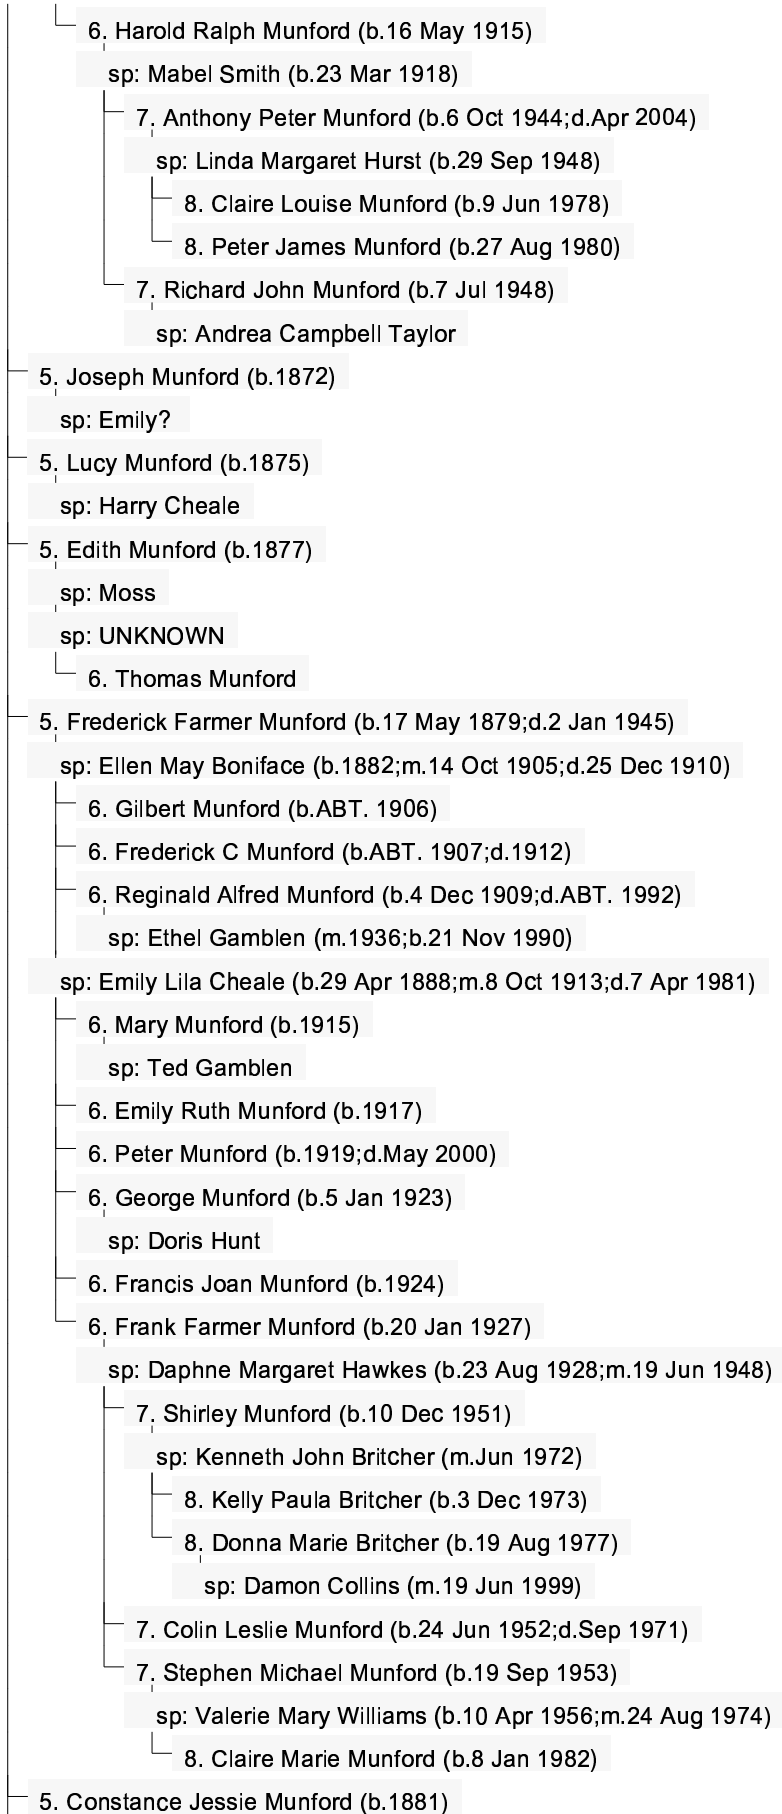 6. Harold Ralph Munford (b.16 May 1915)
sp: Mabel Smith (b.23 Mar 1918)
7. Anthony Peter Munford (b.6 Oct 1944;d.Apr 2004)
sp: Linda Margaret Hurst (b.29 Sep 1948)
8. Claire Louise Munford (b.9 Jun 1978)
8. Peter James Munford (b.27 Aug 1980)
7. Richard John Munford (b.7 Jul 1948)
sp: Andrea Campbell Taylor
5. Joseph Munford (b.1872)
sp: Emily?
5. Lucy Munford (b.1875)
sp: Harry Cheale
5. Edith Munford (b.1877)
sp: Moss
sp: UNKNOWN
6. Thomas Munford
5. Frederick Farmer Munford (b.17 May 1879;d.2 Jan 1945)
sp: Ellen May Boniface (b.1882;m.14 Oct 1905;d.25 Dec 1910)
6. Gilbert Munford (b.ABT. 1906)
6. Frederick C Munford (b.ABT. 1907;d.1912)
6. Reginald Alfred Munford (b.4 Dec 1909;d.ABT. 1992)
sp: Ethel Gamblen (m.1936;b.21 Nov 1990)
sp: Emily Lila Cheale (b.29 Apr 1888;m.8 Oct 1913;d.7 Apr 1981)
6. Mary Munford (b.1915)
sp: Ted Gamblen
6. Emily Ruth Munford (b.1917)
6. Peter Munford (b.1919;d.May 2000)
6. George Munford (b.5 Jan 1923)
sp: Doris Hunt
6. Francis Joan Munford (b.1924)
6. Frank Farmer Munford (b.20 Jan 1927)
sp: Daphne Margaret Hawkes (b.23 Aug 1928;m.19 Jun 1948)
7. Shirley Munford (b.10 Dec 1951)
sp: Kenneth John Britcher (m.Jun 1972)
8. Kelly Paula Britcher (b.3 Dec 1973)
8. Donna Marie Britcher (b.19 Aug 1977)
sp: Damon Collins (m.19 Jun 1999)
7. Colin Leslie Munford (b.24 Jun 1952;d.Sep 1971)
7. Stephen Michael Munford (b.19 Sep 1953)
sp: Valerie Mary Williams (b.10 Apr 1956;m.24 Aug 1974)
8. Claire Marie Munford (b.8 Jan 1982)
5. Constance Jessie Munford (b.1881)